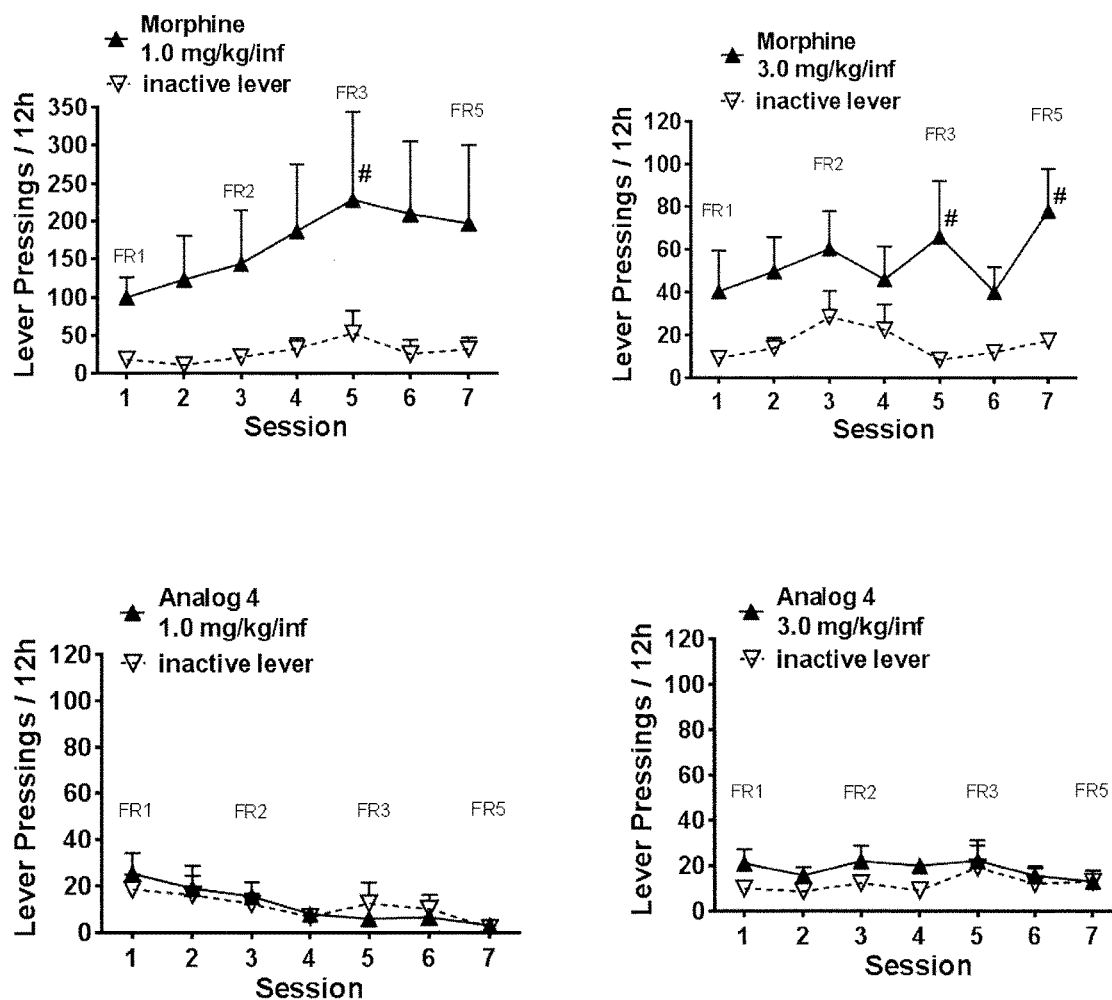 Morphine
1.0 mg/kg/inf
inactive lever
Lever Pressings / 12h
350
300
250
200
150
100
50
0
FR1
FR2
FR3
FR5
#
1 2 3 4 5 6 7
Session
Morphine
3.0 mg/kg/inf
inactive lever
Lever Pressings / 12h
120
100
80
60
40
20
0
FR1
FR2
FR3
FR5
#
#
1 2 3 4 5 6 7
Session
Analog 4
1.0 mg/kg/inf
inactive lever
Lever Pressings / 12h
120
100
80
60
40
20
0
FR1 FR2 FR3 FR5
1 2 3 4 5 6 7
Session
Analog 4
3.0 mg/kg/inf
inactive lever
Lever Pressings / 12h
120
100
80
60
40
20
0
FR1 FR2 FR3 FR5
1 2 3 4 5 6 7
Session